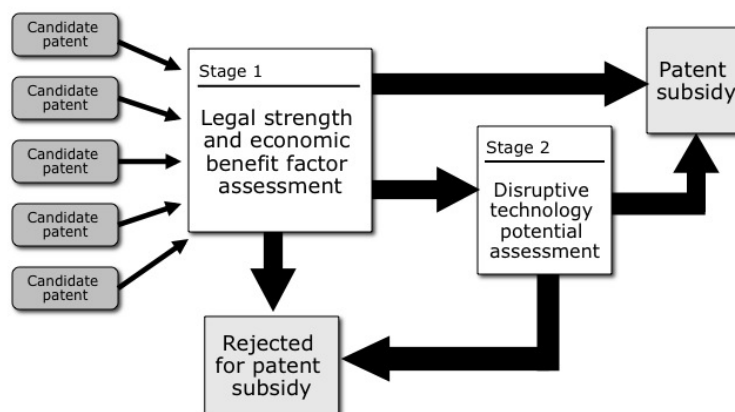 Candidate
patent
Candidate
patent
Candidate
patent
Candidate
patent
Candidate
patent
Stage 1
Legal strength
and economic
benefit factor
assessment
Stage 2
Disruptive
technology
potential
assessment
Patent
subsidy
Rejected
for patent
subsidy